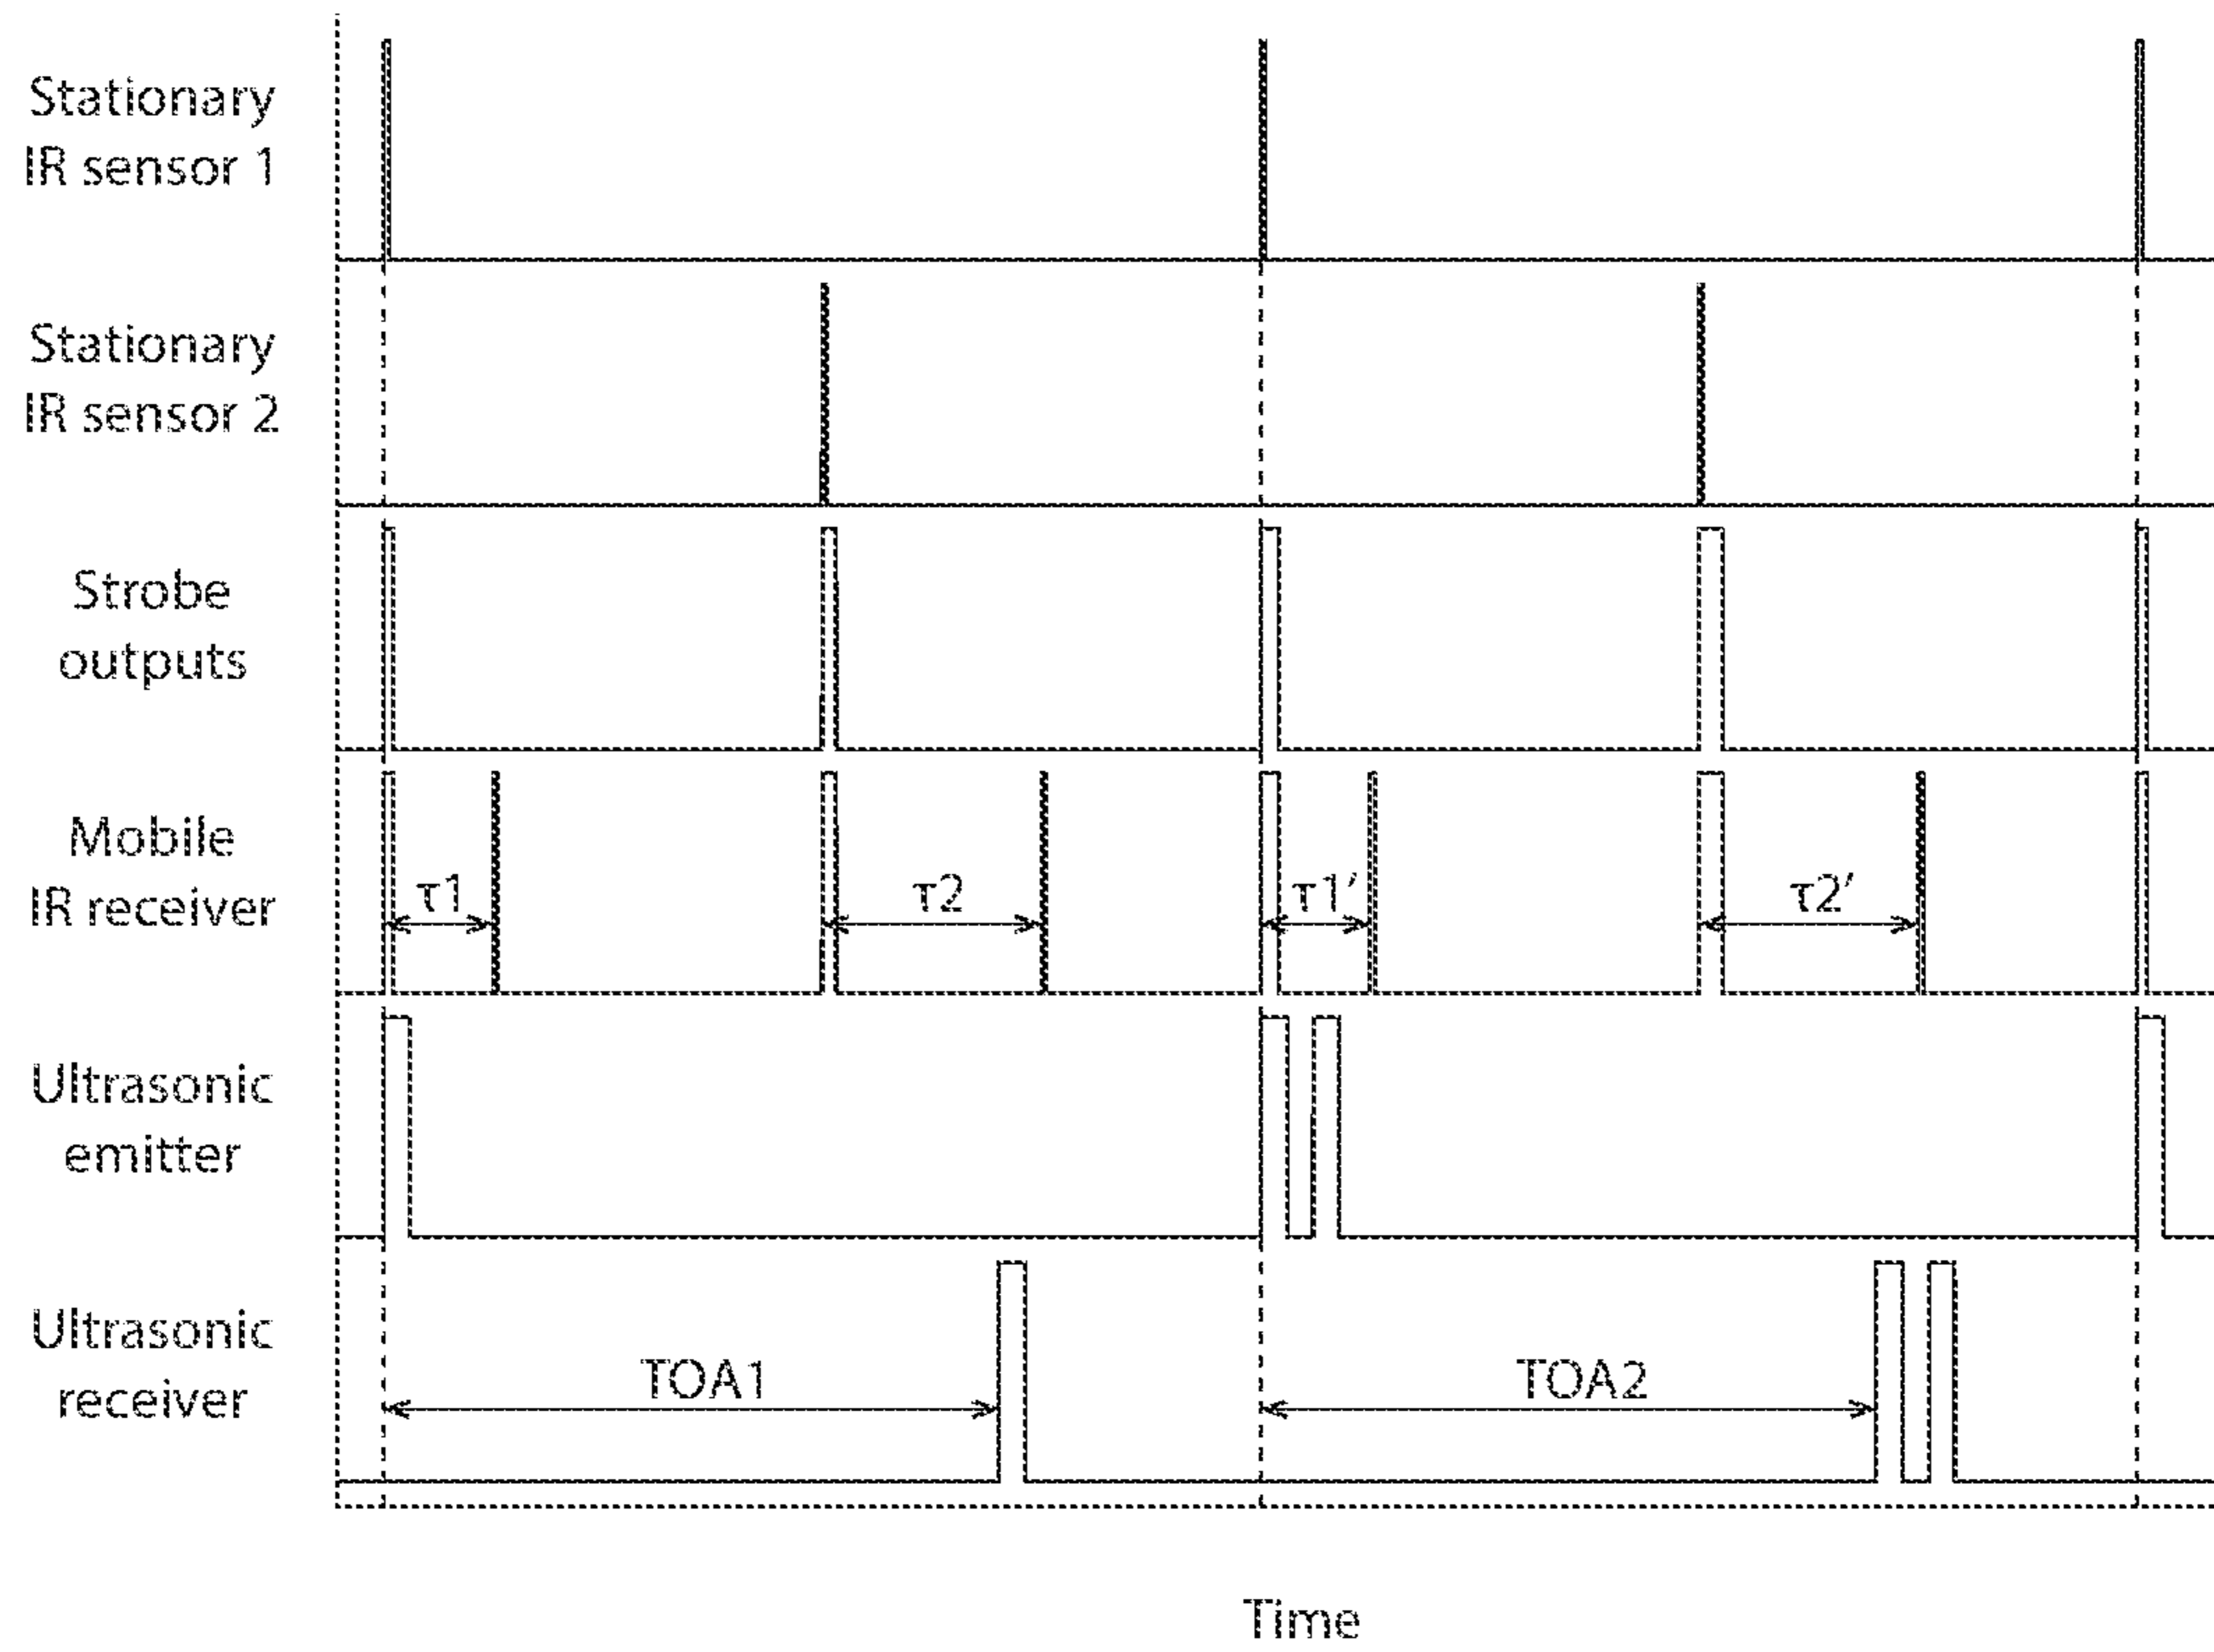 Stationary
IR sensor 1
Stationary
IR sensor 2
Strobe
outputs
Mobile
IR receiver
τ1
τ2
τ1′
τ2′
Ultrasonic
emitter
Ultrasonic
receiver
TOA1
TOA2
Time